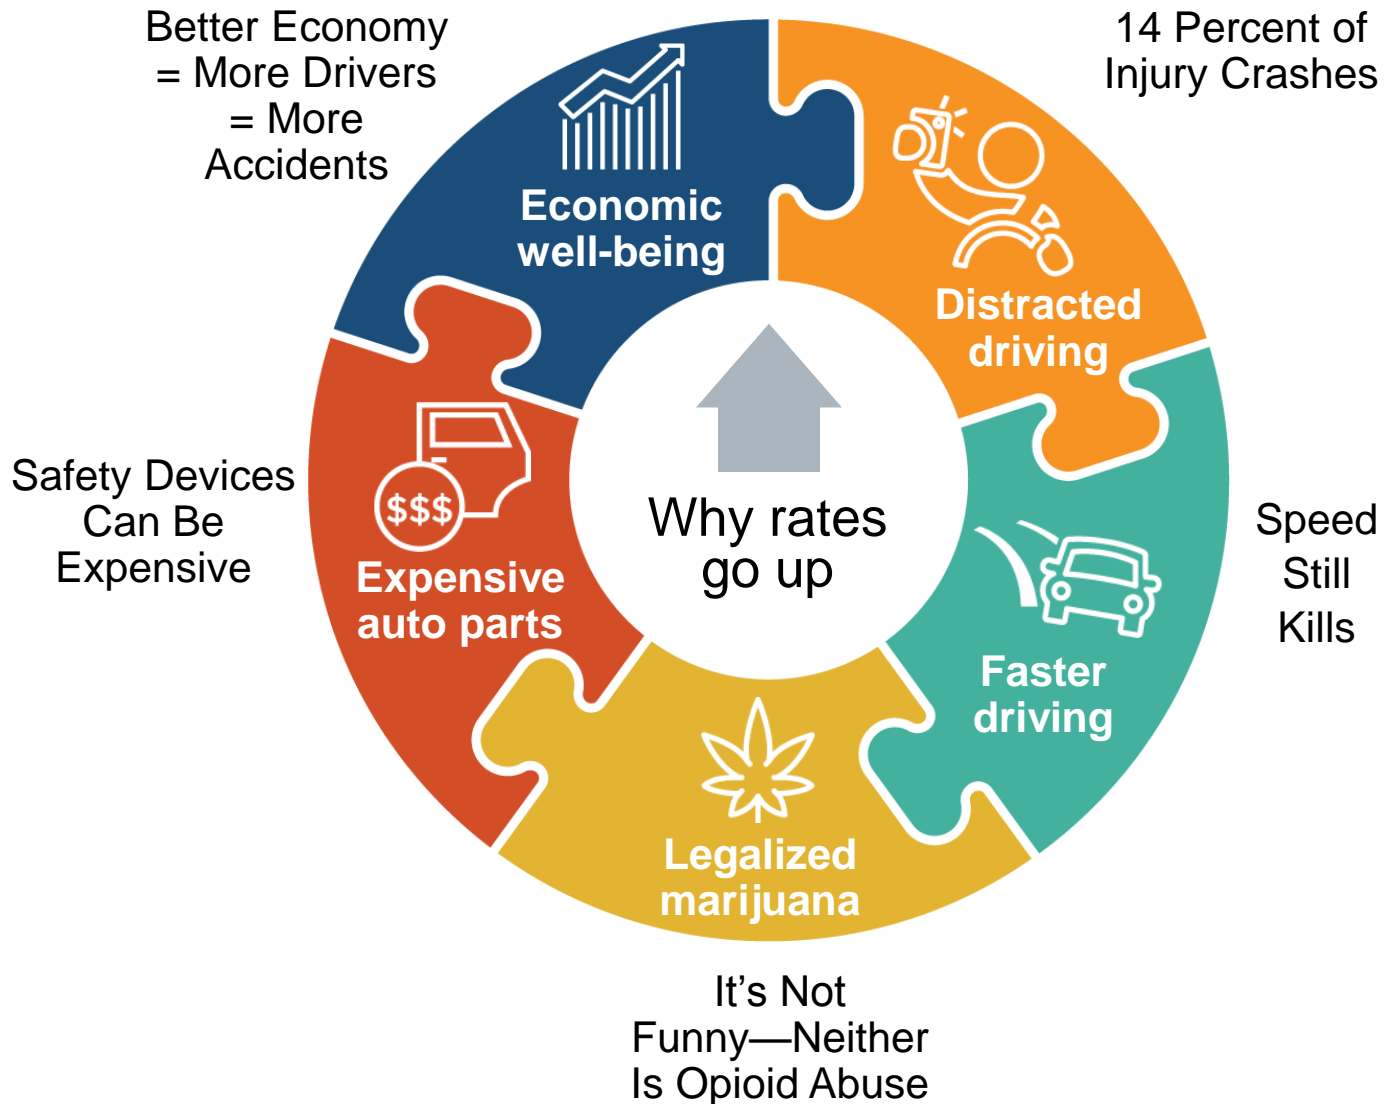 Better Economy
= More Drivers
= More
Accidents
14 Percent of
Injury Crashes
Economic
well-being
Distracted
driving
Safety Devices
Can Be
Expensive
$$$
Expensive
auto parts
Why rates
go up
Speed
Still
Kills
Faster
driving
Legalized
marijuana
It’s Not
Funny—Neither
Is Opioid Abuse